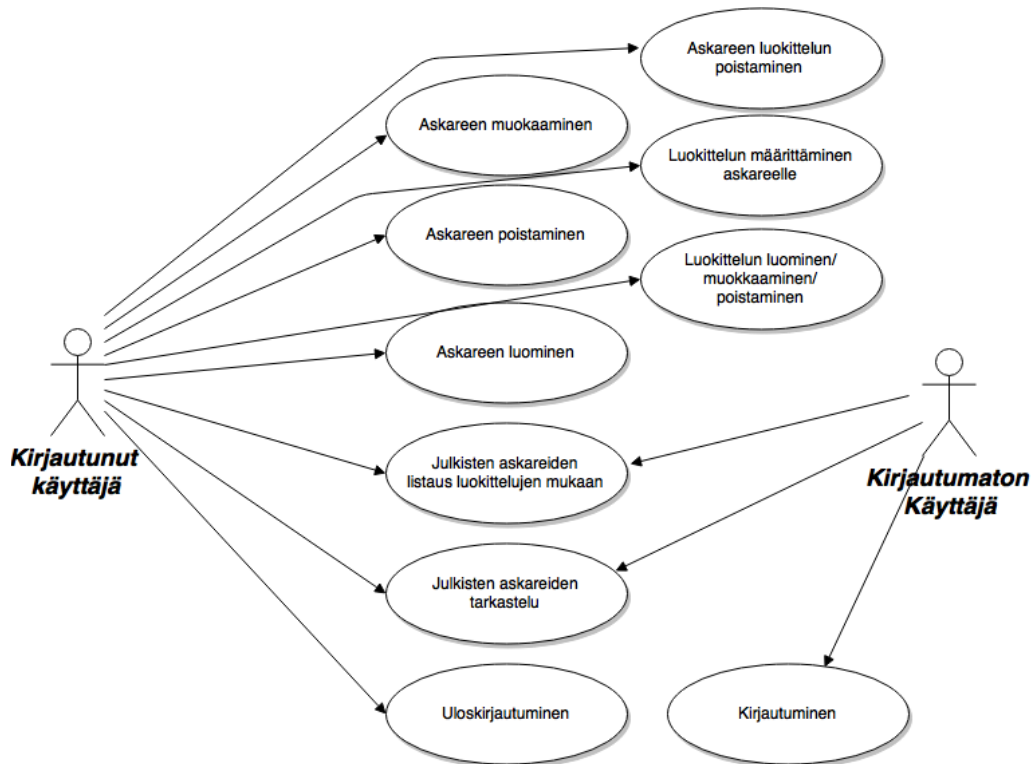 Askareen luokittelun
poistaminen
Askareen muokaaminen
Luokittelun määrittäminen
askareelle
Askareen poistaminen
Luokittelun luominen/
muokkaaminen/
poistaminen
Askareen luominen
Kirjautunut
käyttäjä
Julkisten askareiden
listaus luokittelujen mukaan
Kirjautumaton
Käyttäjä
Julkisten askareiden
tarkastelu
Uloskirjautuminen
Kirjautuminen